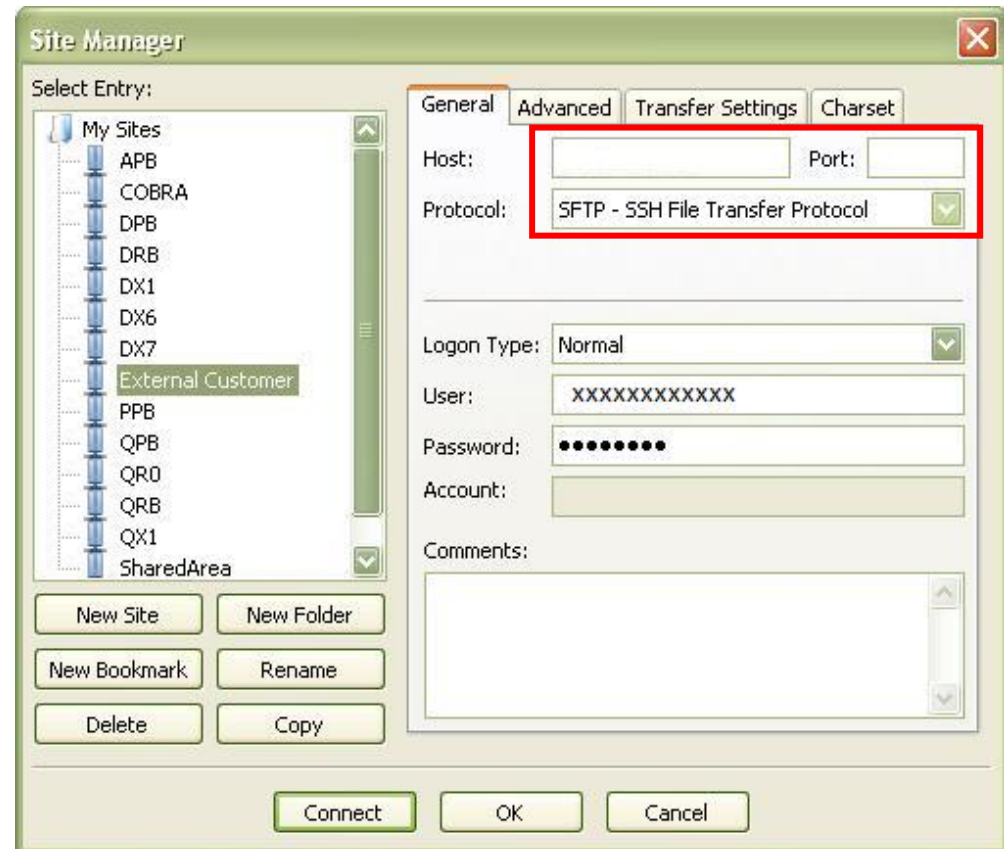 Site Manager
Select Entry:
My Sites
APB
COBRA
DPB
DRB
DX1
DX6
DX7
External Customer
PPB
QPB
QR0
QRB
QX1
SharedArea
New Site New Folder
New Bookmark Rename
Delete Copy
General Advanced Transfer Settings Charset
Host: Port:
Protocol: SFTP - SSH File Transfer Protocol
Logon Type: Normal
User: XXXXXXXXXXXX
Password: ●●●●●●●●
Account:
Comments:
Connect OK Cancel